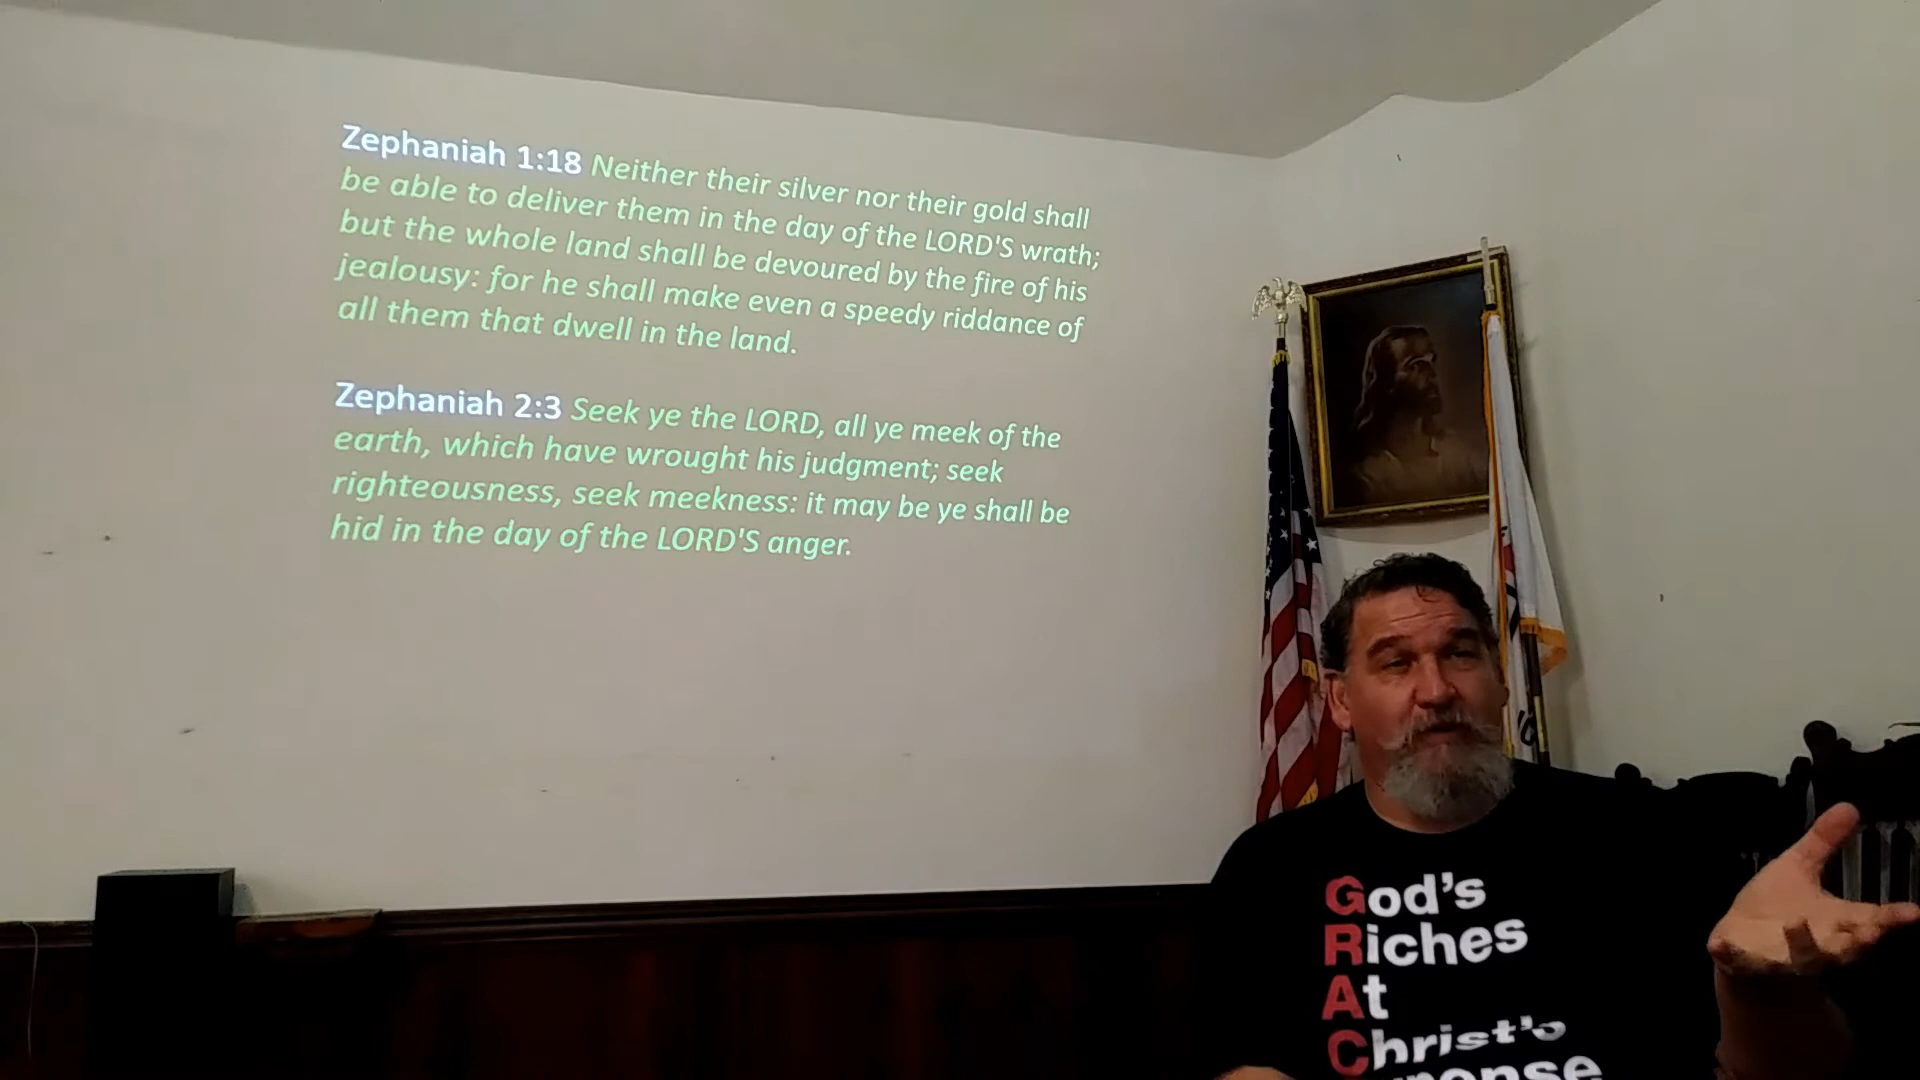 Zephaniah 1:18 Neither their silver nor their gold shall
be able to deliver them in the day of the LORD'S wrath;
but the whole land shall be devoured by the fire of his
jealousy: for he shall make even a speedy riddance of
all them that dwell in the land.
Zephaniah 2:3 Seek ye the LORD, all ye meek of the
earth, which have wrought his judgment; seek
righteousness, seek meekness: it may be ye shall be
hid in the day of the LORD'S anger.
God's
Riches
At
Christ's